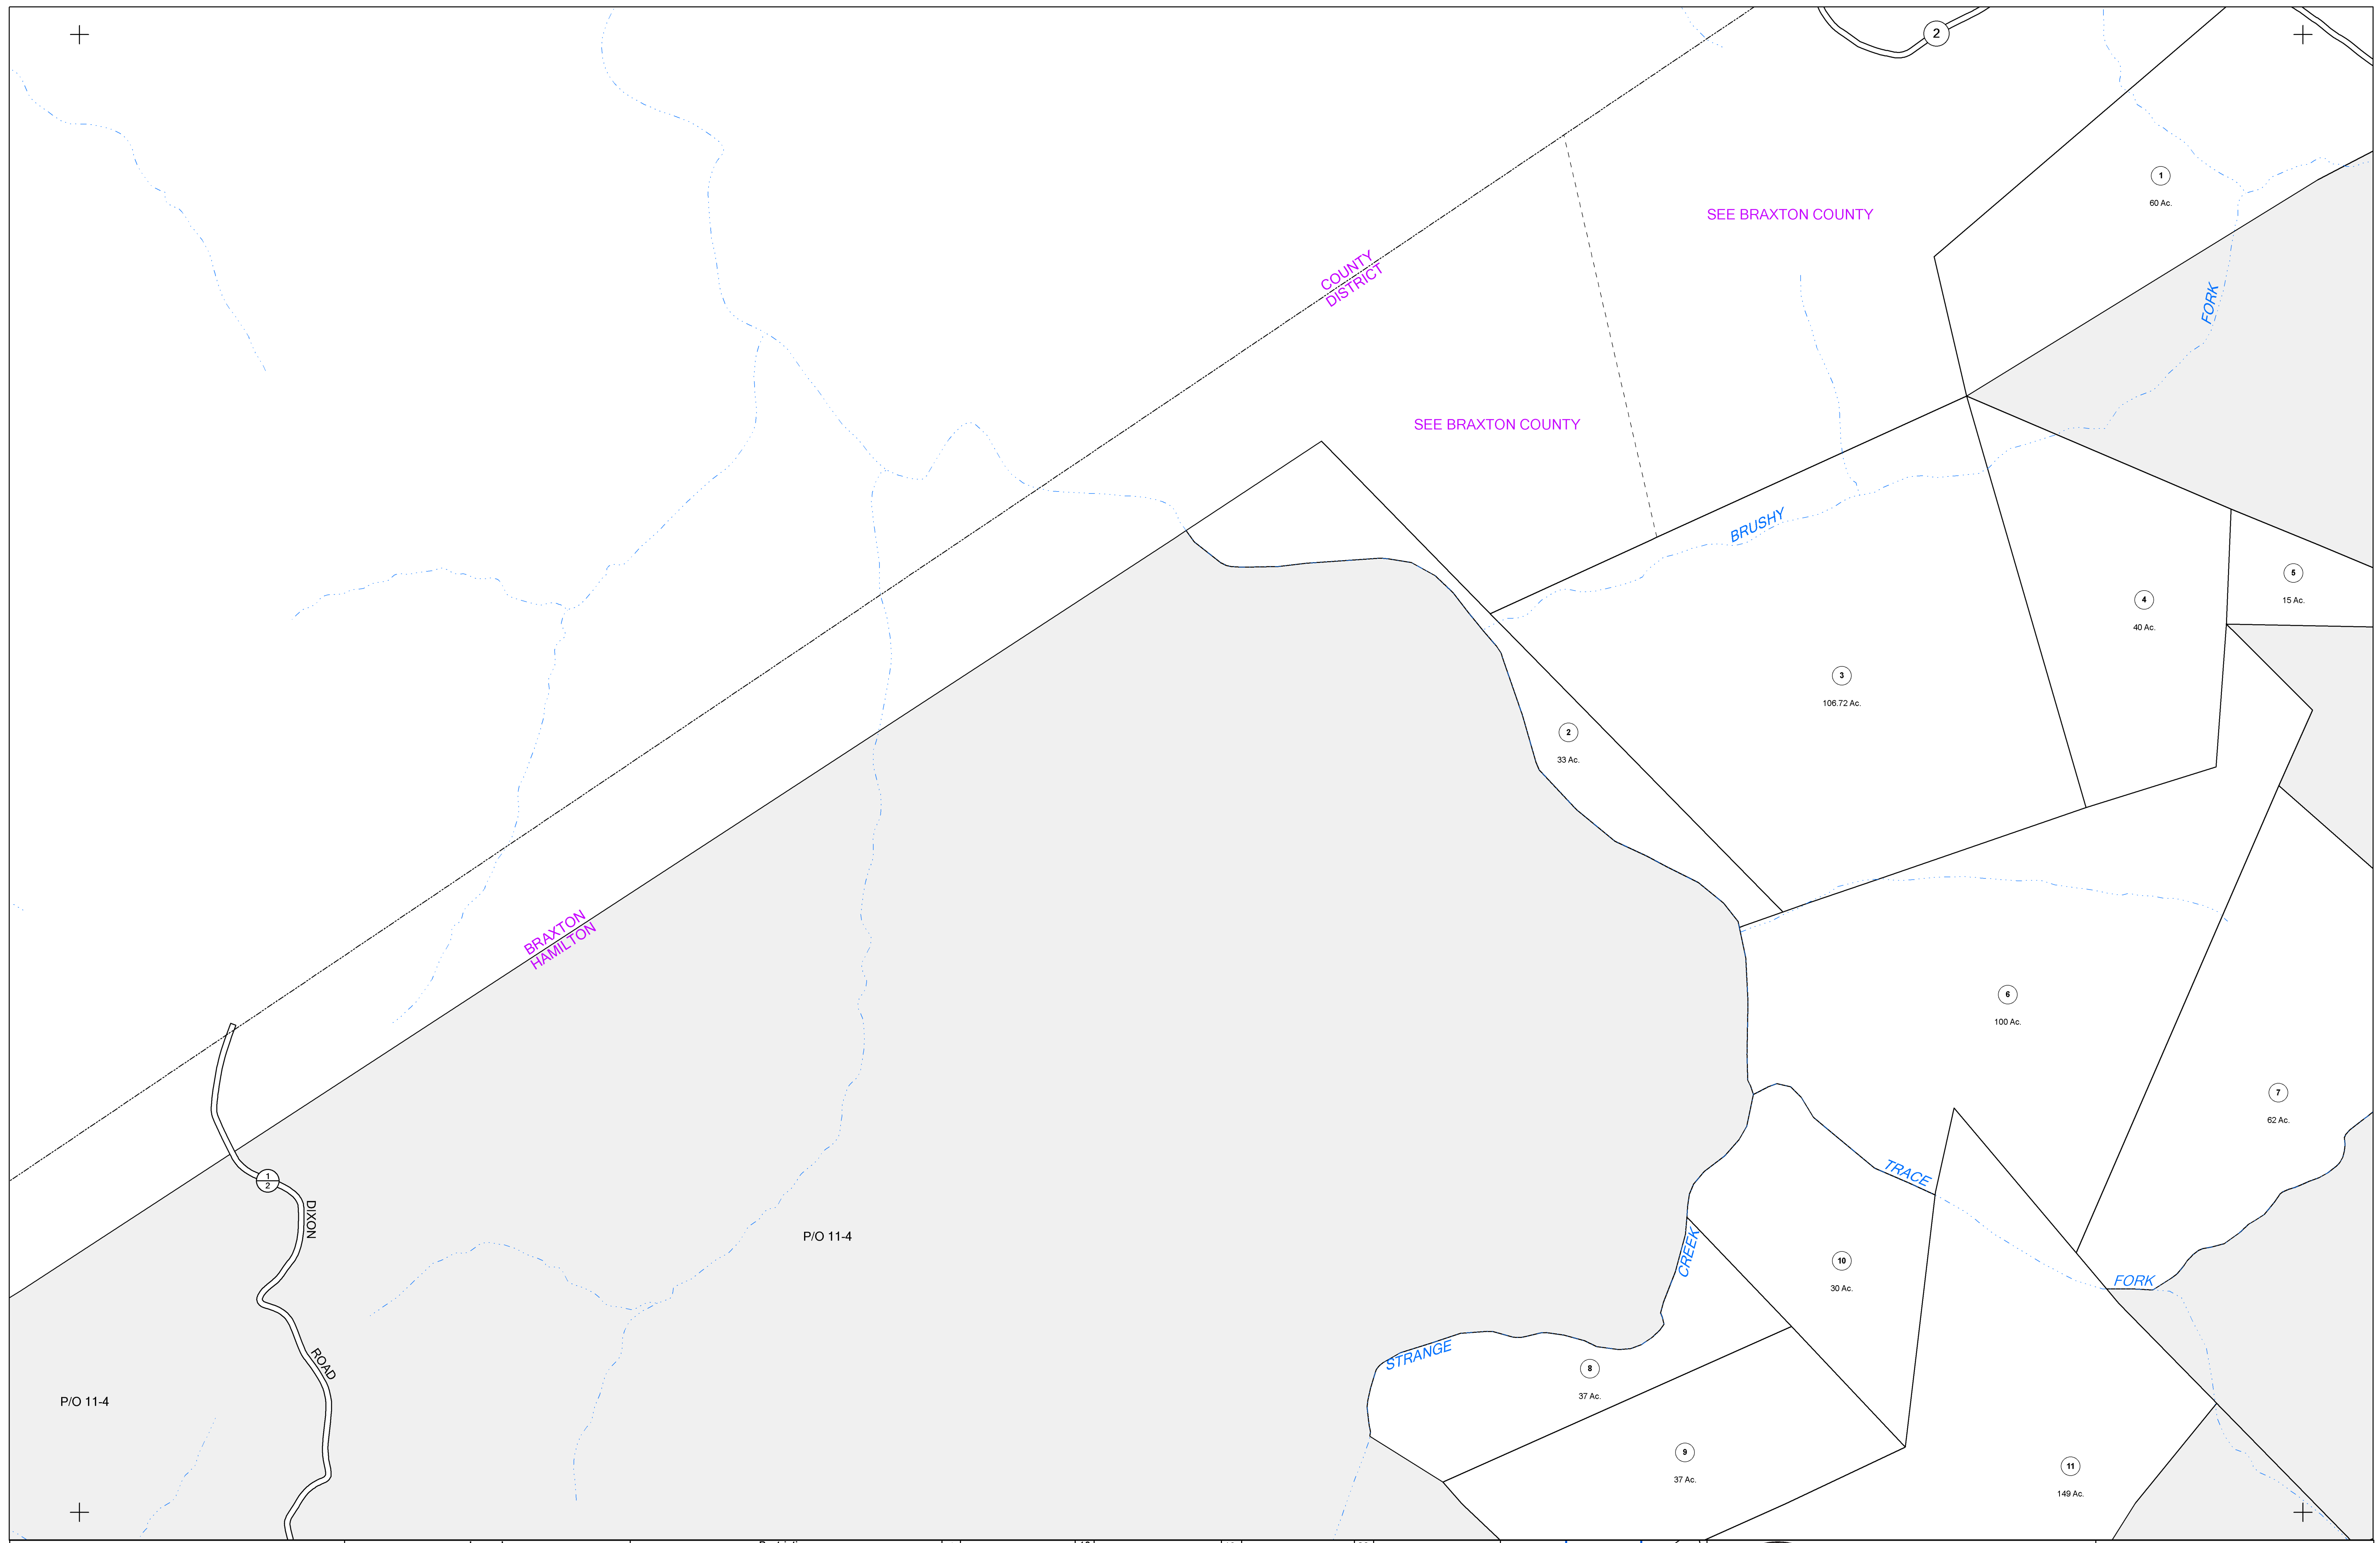 2
1
60 Ac.
SEE BRAXTON COUNTY
COUNTY
DISTRICT
FORK
SEE BRAXTON COUNTY
BRUSHY
5
15 Ac.
4
40 Ac.
3
106.72 Ac.
2
33 Ac.
BRAXTON
HAMILTON
6
100 Ac.
7
62 Ac.
TRACE
1
2
DIXON
P/O 11-4
CREEK
10
30 Ac.
FORK
ROAD
STRANGE
8
37 Ac.
P/O 11-4
9
37 Ac.
11
149 Ac.